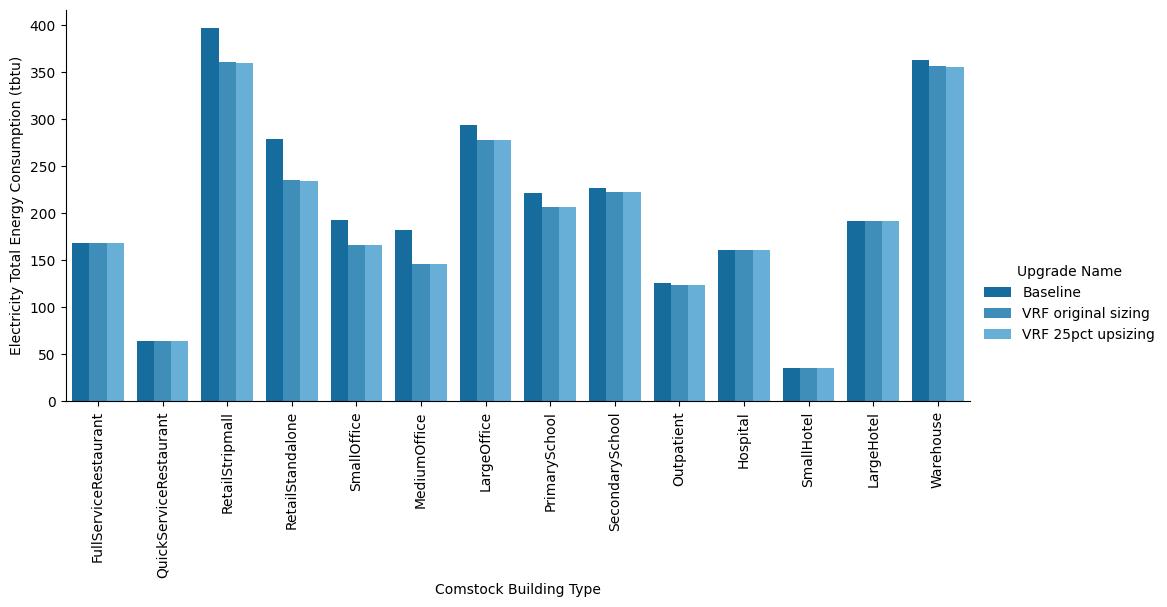 Electricity Total Energy Consumption (tbtu)
400
350
300
250
200
150
100
50
0
FullServiceRestaurant
QuickServiceRestaurant
RetailStripmall
RetailStandalone
SmallOffice
MediumOffice
LargeOffice
PrimarySchool
SecondarySchool
Outpatient
Hospital
SmallHotel
LargeHotel
Warehouse
Comstock Building Type
Upgrade Name
Baseline
VRF original sizing
VRF 25pct upsizing